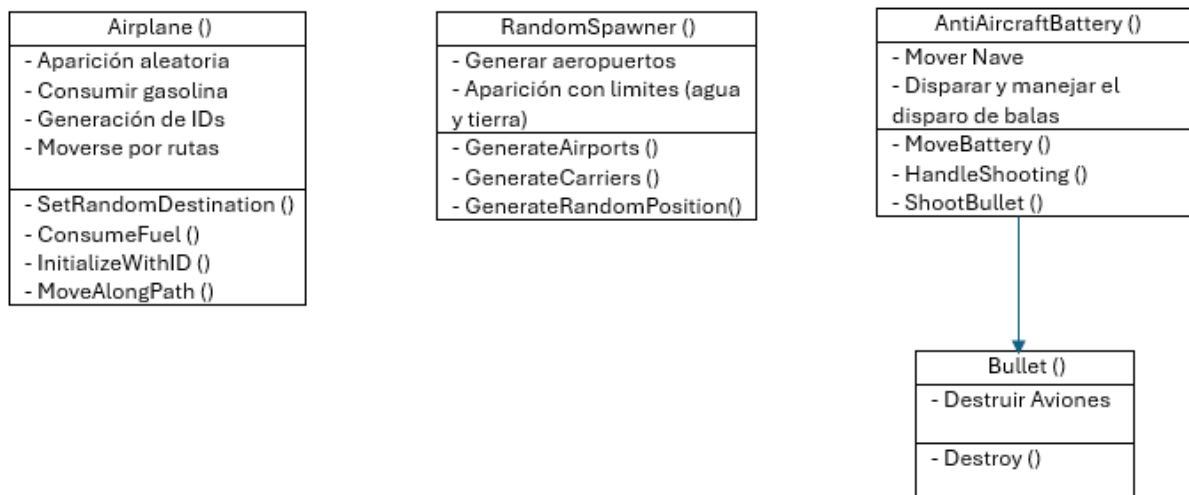 Airplane ()
- Aparición aleatoria
- Consumir gasolina
- Generación de IDs
- Moverse por rutas
- SetRandomDestination ()
- ConsumeFuel ()
- InitializeWithID ()
- MoveAlongPath ()
RandomSpawner ()
- Generar aeropuertos
- Aparición con limites (agua
y tierra)
- GenerateAirports ()
- GenerateCarriers ()
- GenerateRandomPosition()
AntiAircraftBattery ()
- Mover Nave
- Disparar y manejar el
disparo de balas
- MoveBattery ()
- HandleShooting ()
- ShootBullet ()
Bullet ()
- Destruir Aviones
- Destroy ()